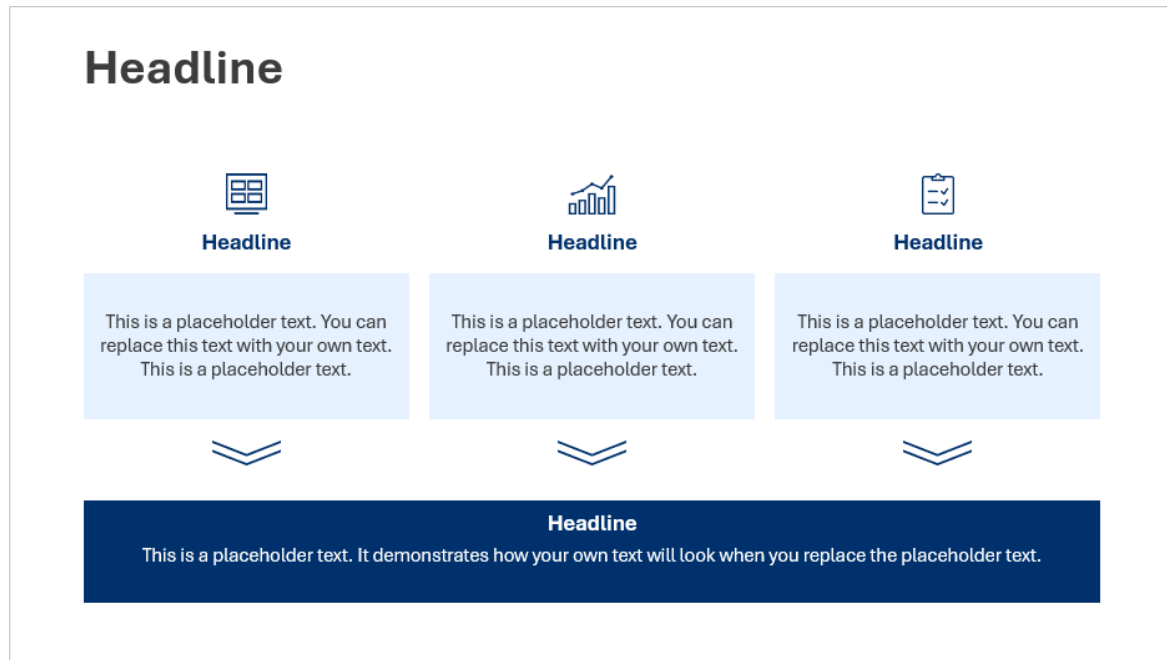 Headline
Headline
This is a placeholder text. You can
replace this text with your own text.
This is a placeholder text.
Headline
This is a placeholder text. You can
replace this text with your own text.
This is a placeholder text.
Headline
This is a placeholder text. You can
replace this text with your own text.
This is a placeholder text.
Headline
This is a placeholder text. It demonstrates how your own text will look when you replace the placeholder text.